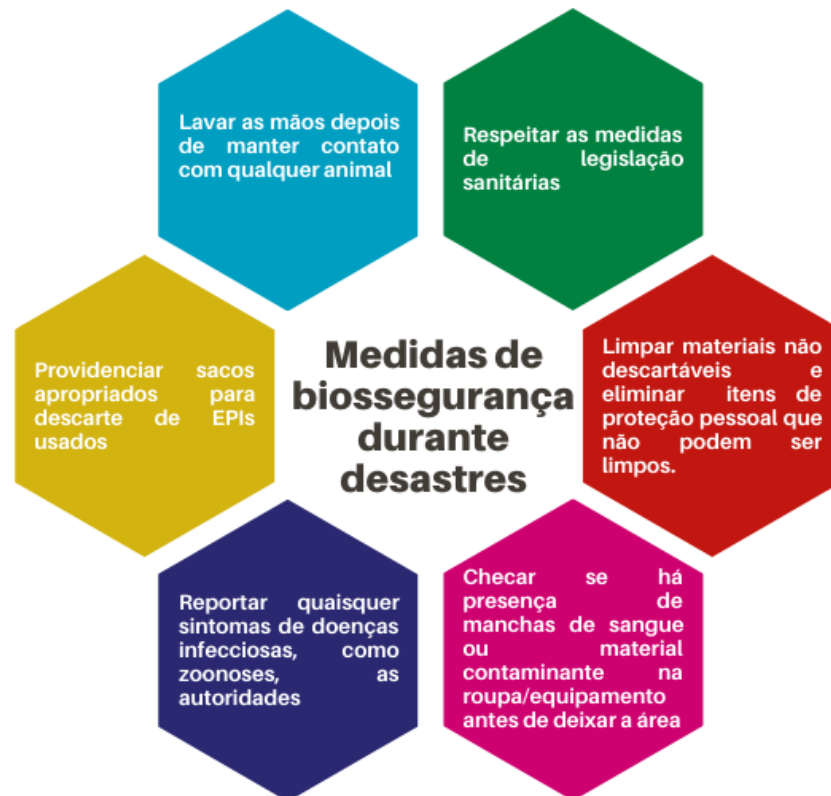 Lavar as mãos depois
de manter contato
com qualquer animal
Respeitar as medidas
de legislação
sanitárias
Providenciar sacos
apropriados para
descarte de EPIs
usados
Medidas de
biossegurança
durante
desastres
Limpar materiais não
descartáveis e
eliminar itens de
proteção pessoal que
não podem ser
limpos.
Reportar quaisquer
sintomas de doenças
infecciosas, como
zoonoses, as
autoridades
Checar se há
presença de
manchas de sangue
ou material
contaminante na
roupa/equipamento
antes de deixar a área